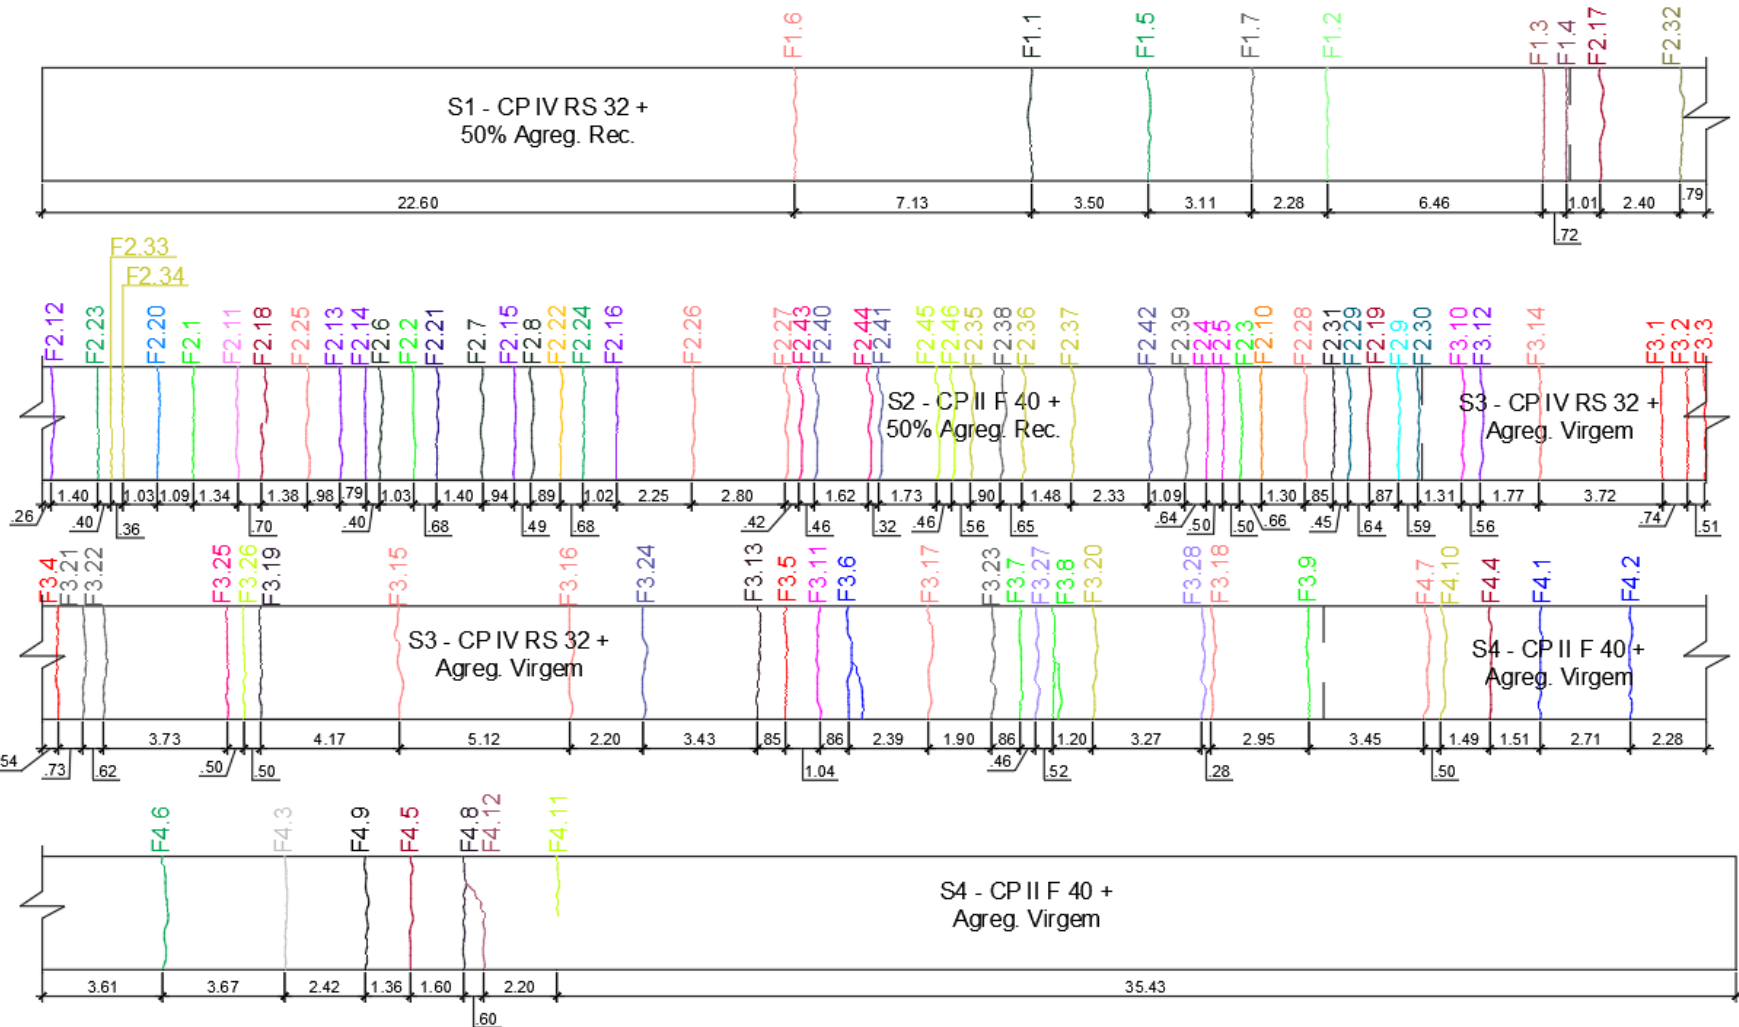 F1.6 F1.1 F1.5 F1.7 F1.2 F1.3 F1.4 F2.17 F2.32
S1 - CP IV RS 32 +
50% Agreg. Rec.
22.60 7.13 3.50 3.11 2.28 6.46 1.01 2.40 .79
.72
F2.33
F2.34
F2.12 F2.23 F2.20 F2.1 F2.11 F2.18 F2.25 F2.13 F2.14 F2.6 F2.2 F2.21 F2.7 F2.15 F2.8 F2.22 F2.24 F2.16 F2.26 F2.27 F2.43 F2.40 F2.44 F2.41 F2.45 F2.46 F2.35 F2.38 F2.36 F2.37 F2.42 F2.39 F2.4 F2.5 F2.3 F2.10 F2.28 F2.31 F2.29 F2.19 F2.9 F2.30 F3.10 F3.12 F3.14 F3.1 F3.2 F3.3
S2 - CP II F 40 +
50% Agreg. Rec.
S3 - CP IV RS 32 +
Agreg. Virgem
1.40 1.03 1.09 1.34 1.38 .98 .79 1.03 1.40 .94 .89 1.02 2.25 2.80 1.62 1.73 .90 1.48 2.33 1.09 1.30 .85 .87 1.31 1.77 3.72
.26 .40 .36 .70 .40 .68 .49 .68 .42 .46 .32 .46 .56 .65 .64 .50 .50 .66 .45 .64 .59 .56 .74 .51
F3.4 F3.21 F3.22 F3.25 F3.26 F3.19 F3.15 F3.16 F3.24 F3.13 F3.5 F3.11 F3.6 F3.17 F3.23 F3.7 F3.27 F3.8 F3.20 F3.28 F3.18 F3.9 F4.7 F4.10 F4.4 F4.1 F4.2
S3 - CP IV RS 32 +
Agreg. Virgem
S4 - CP II F 40 +
Agreg. Virgem
3.73 4.17 5.12 2.20 3.43 .85 .86 2.39 1.90 .86 1.20 3.27 2.95 3.45 1.49 1.51 2.71 2.28
54 .73 .62 .50 .50 1.04 .46 .52 .28 .50
F4.6 F4.3 F4.9 F4.5 F4.8 F4.12 F4.11
S4 - CP II F 40 +
Agreg. Virgem
3.61 3.67 2.42 1.36 1.60 2.20 35.43
.60